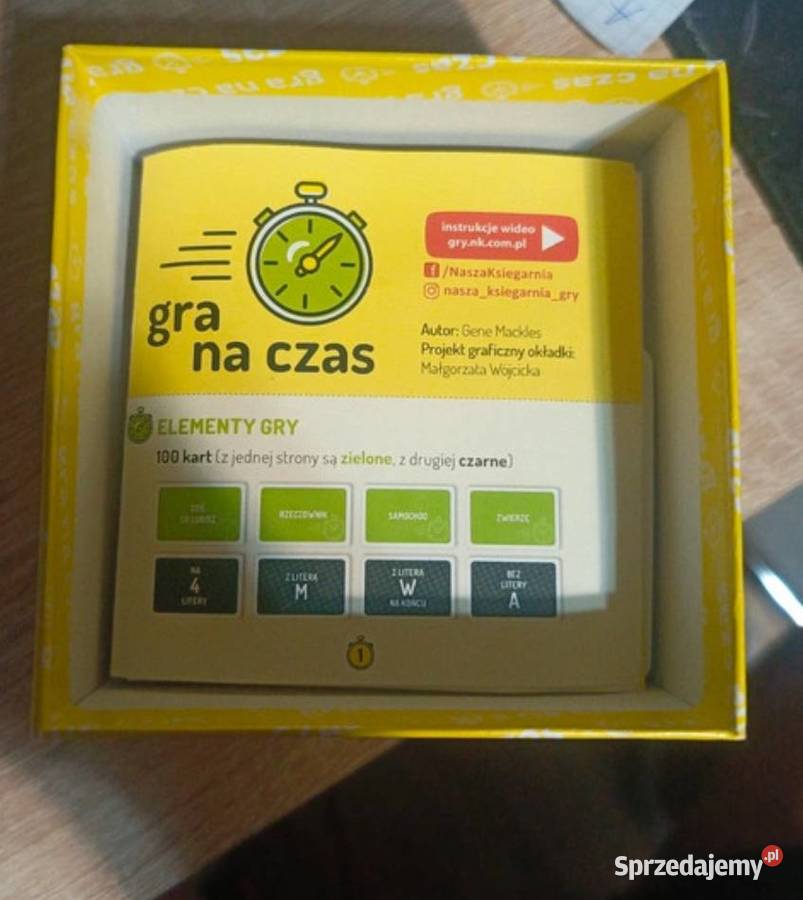 instrukcje wideo
gry.nk.com.pl
/NaszaKsiegarnia
nasza_ksiegarnia_gry
gra
na czas
Autor: Gene Mackles
Projekt graficzny okładki:
Małgorzata Wójcicka
ELEMENTY GRY
100 kart (z jednej strony są zielone, z drugiej czarne)
RZECZOWNIK
SAMOCHÓD
ZWIERZĘ
NA
4
LITERY
Z LITERĄ
M
Z LITERĄ
W
NA KOŃCU
BEZ
LITERY
A
1
Sprzedajemy.pl